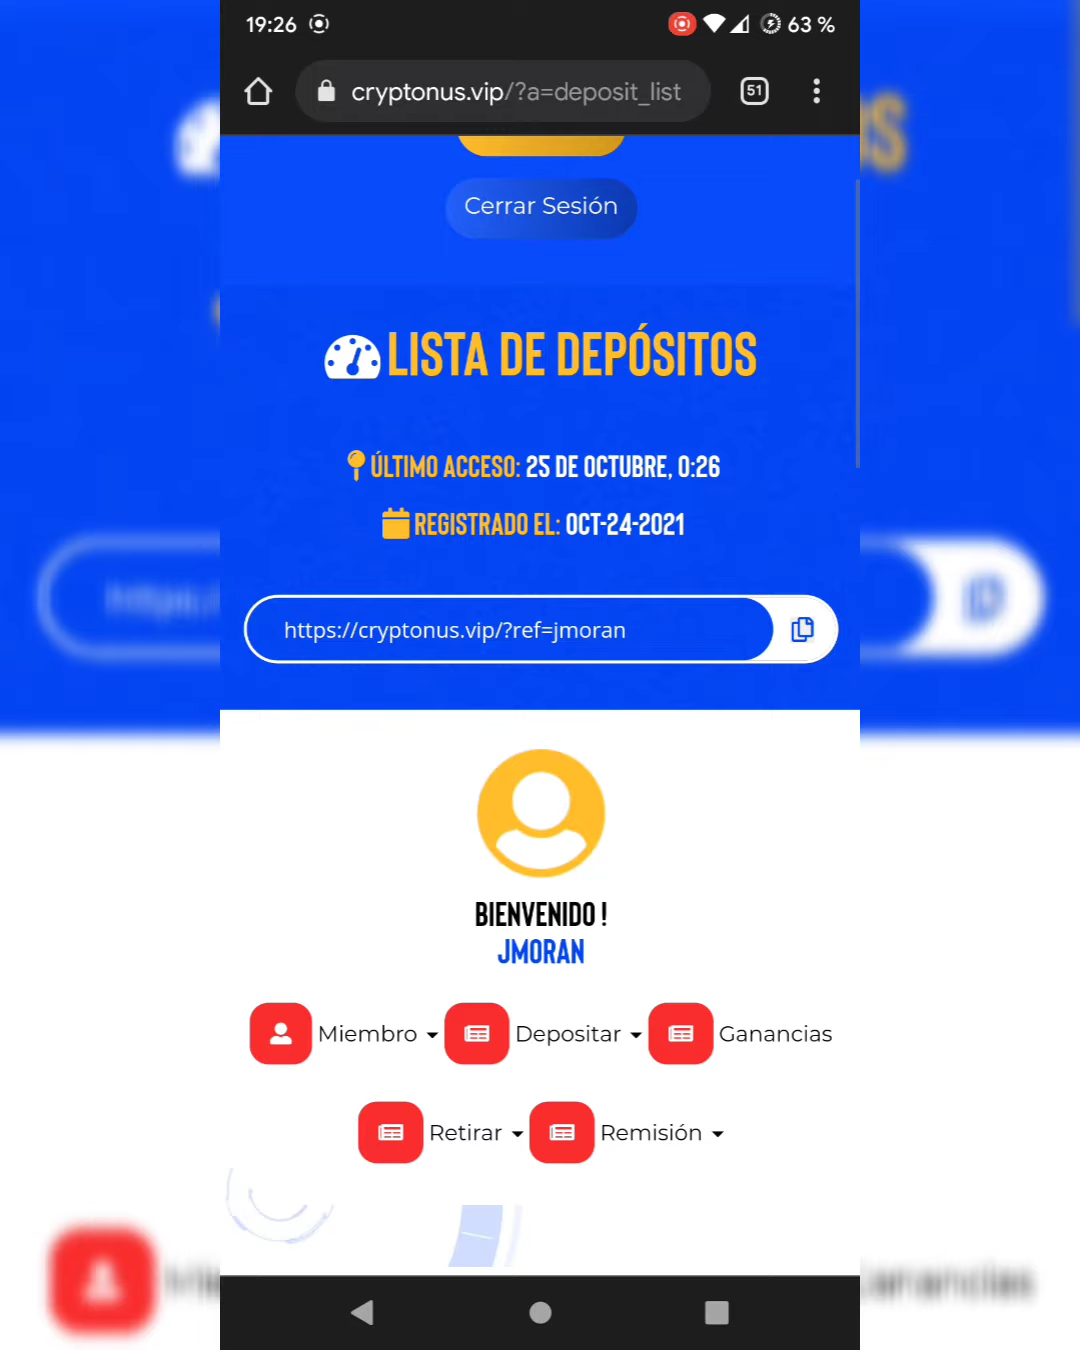 19:26
63 %
cryptonus.vip/?a=deposit_list
51
Cerrar Sesión
LISTA DE DEPÓSITOS
ÚLTIMO ACCESO: 25 DE OCTUBRE, 0:26
REGISTRADO EL: OCT-24-2021
https://cryptonus.vip/?ref=jmoran
BIENVENIDO !
JMORAN
Miembro
Depositar
Ganancias
Retirar
Remisión